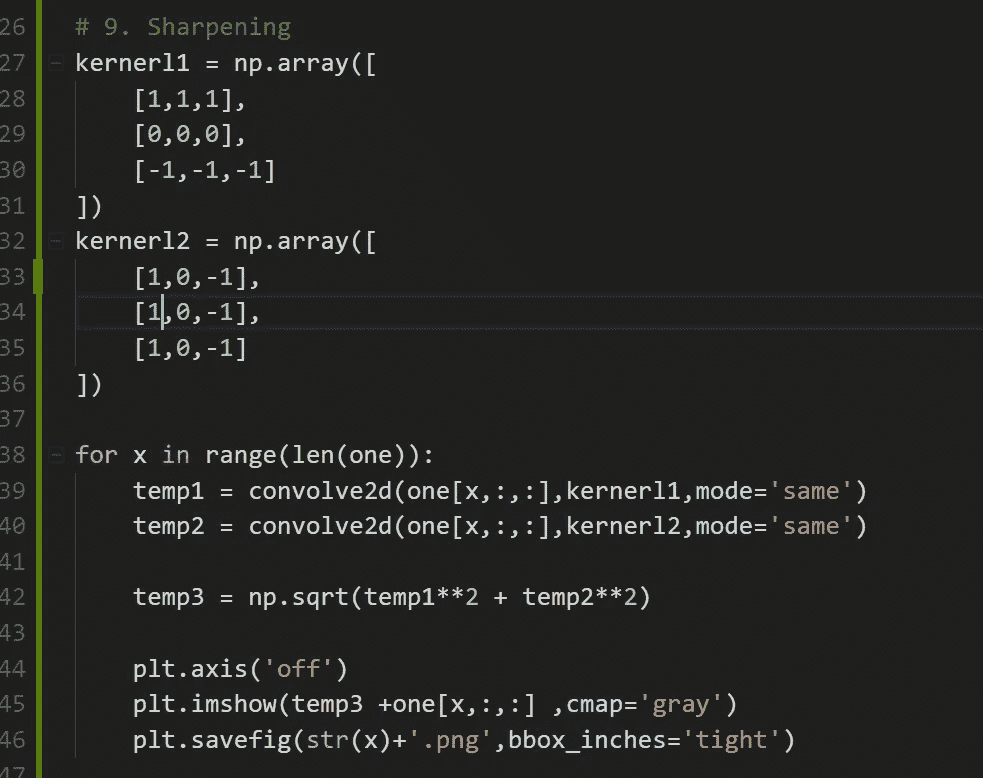 26 # 9. Sharpening
27 kernerl1 = np.array([
28     [1,1,1],
29     [0,0,0],
30     [-1,-1,-1]
31 ])
32 kernerl2 = np.array([
33     [1,0,-1],
34     [1,0,-1],
35     [1,0,-1]
36 ])
37
38 for x in range(len(one)):
39     temp1 = convolve2d(one[x,:,:],kernerl1,mode='same')
40     temp2 = convolve2d(one[x,:,:],kernerl2,mode='same')
41
42     temp3 = np.sqrt(temp1**2 + temp2**2)
43
44     plt.axis('off')
45     plt.imshow(temp3 +one[x,:,:] ,cmap='gray')
46     plt.savefig(str(x)+'.png',bbox_inches='tight')
47